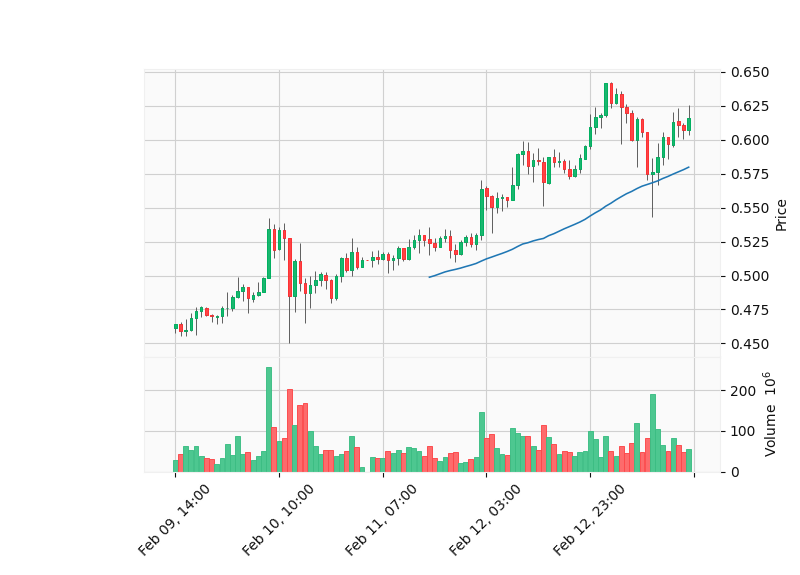 0.650
0.625
0.600
0.575
0.550
0.525
0.500
0.475
0.450
Price
200
100
0
Volume 10⁶
Feb 09, 14:00
Feb 10, 10:00
Feb 11, 07:00
Feb 12, 03:00
Feb 12, 23:00